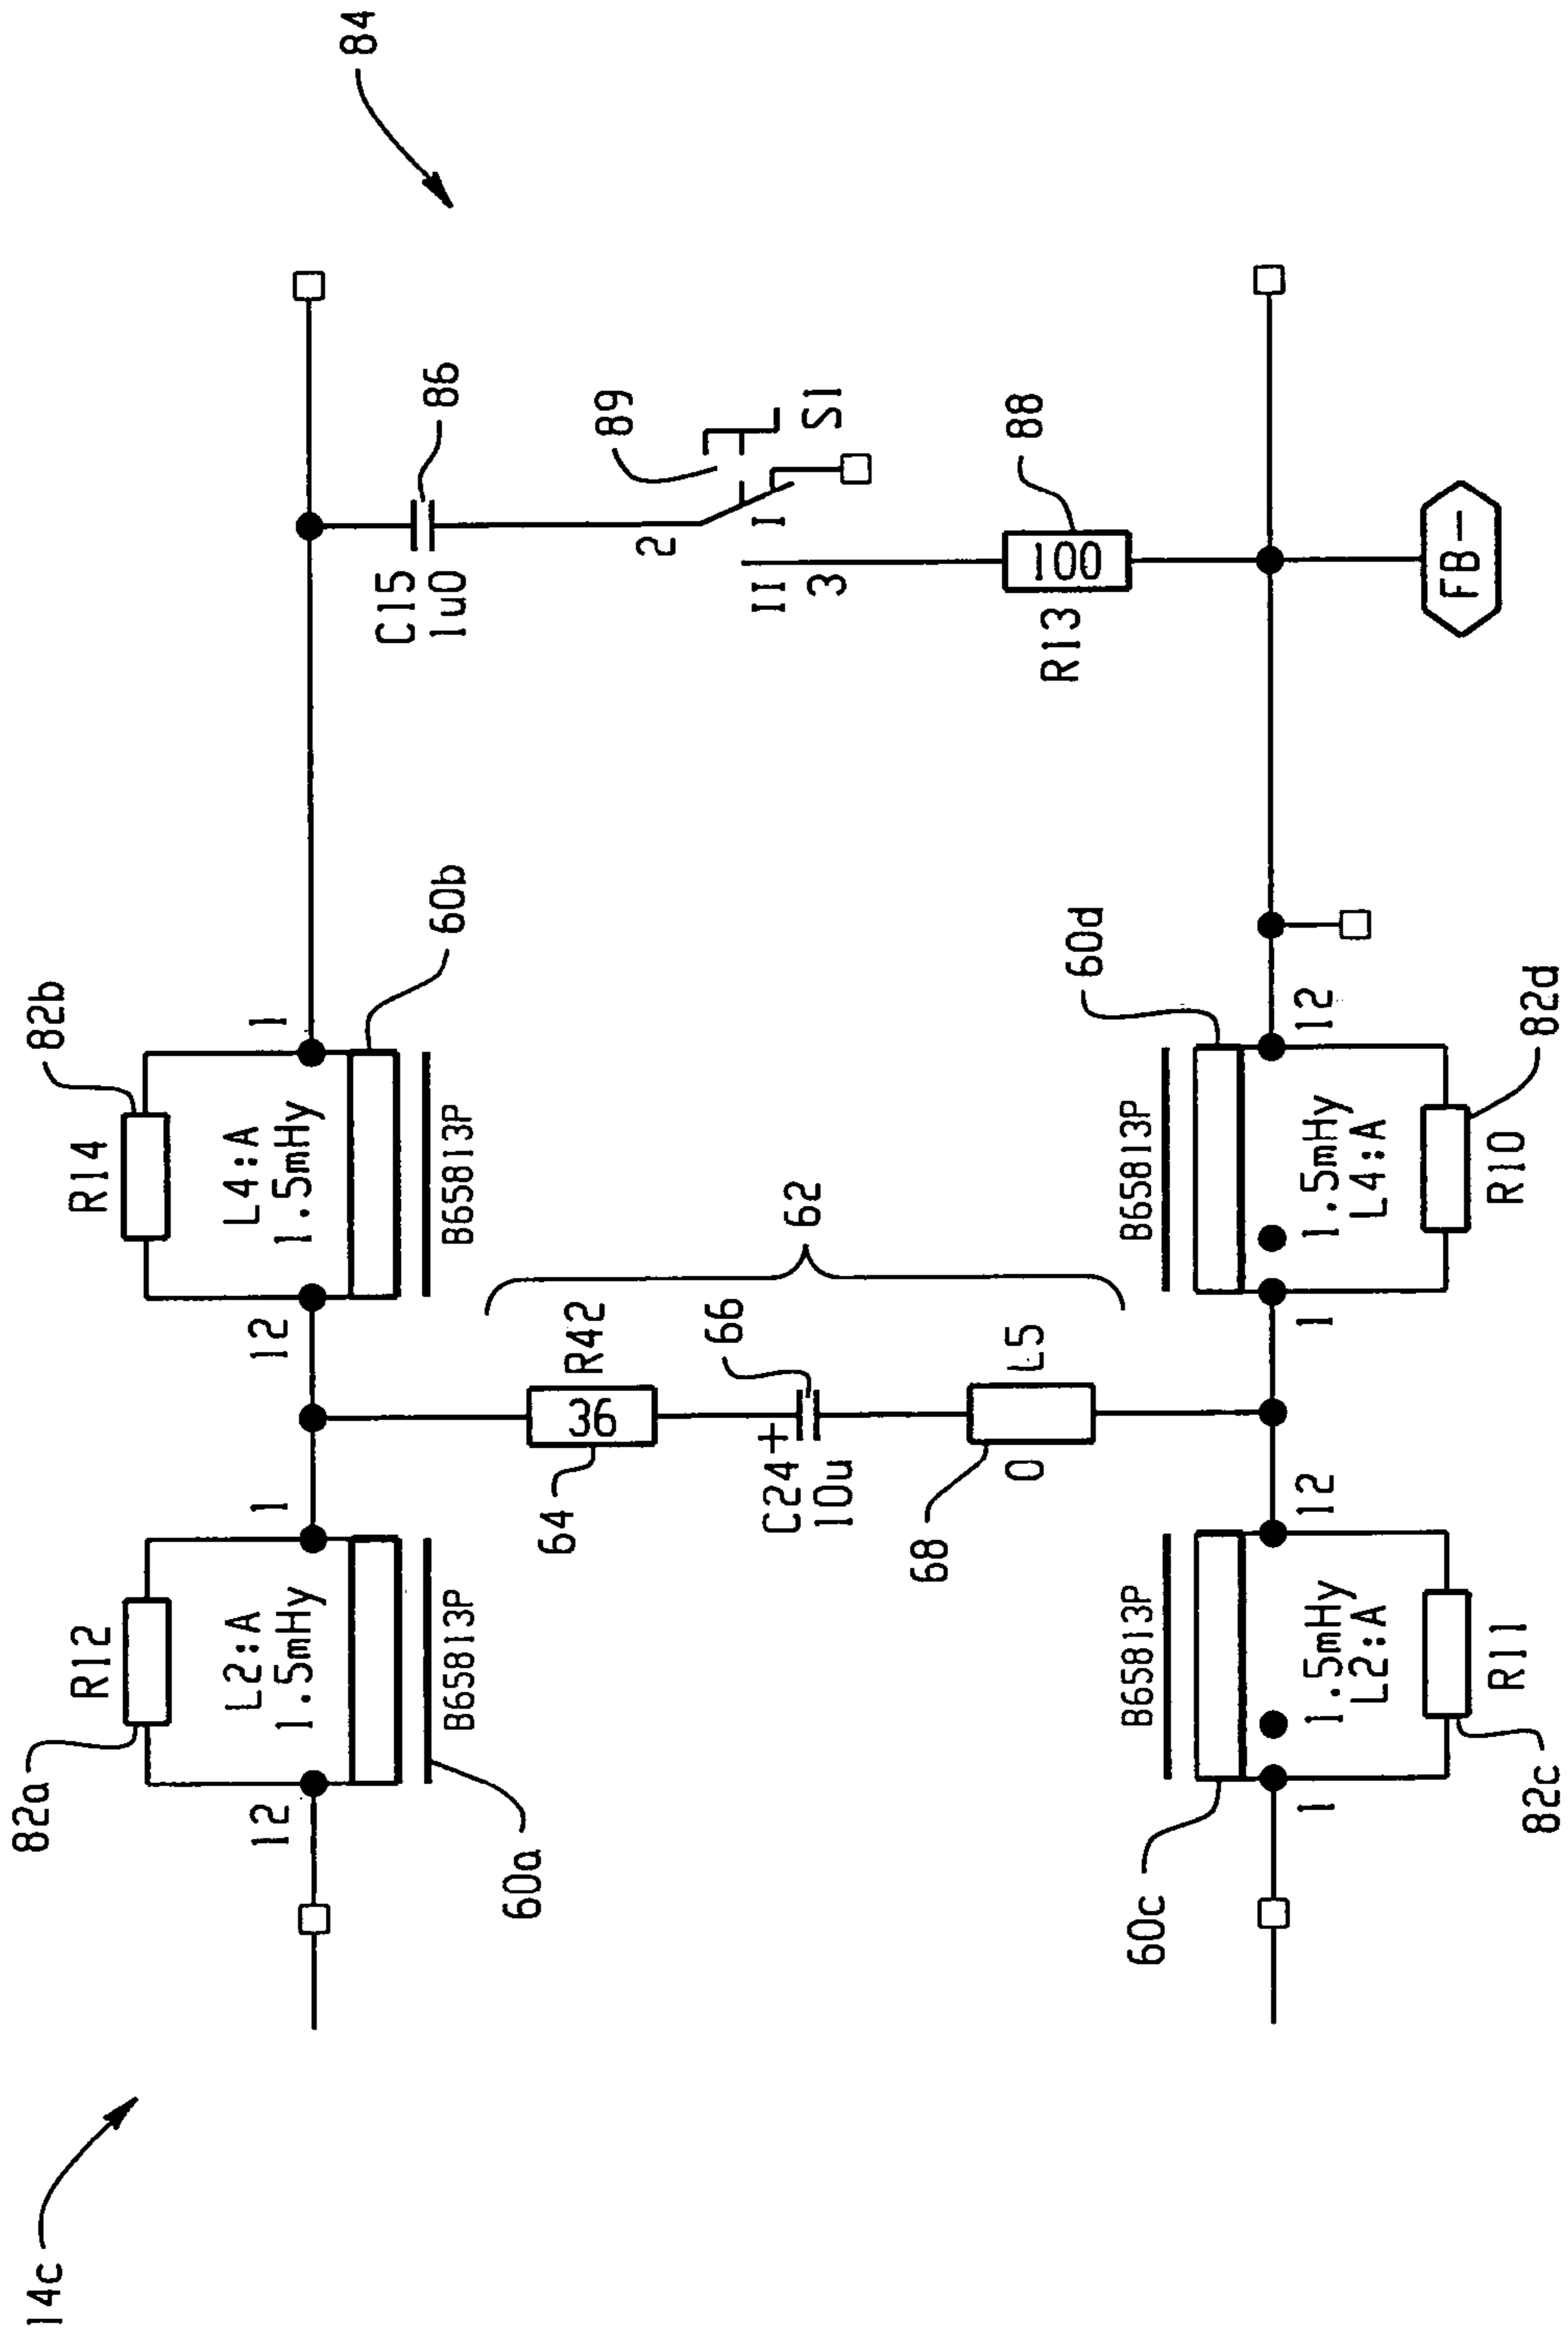 14c
84
82a
R12
L2:A
1.5mHy
12
1
B65813P
60a
82b
R14
L4:A
1.5mHy
12
1
B65813P
60b
C15
1u0
86
89
2
I
S1
II
3
62
R42
36
64
C24
+
10u
66
L5
0
68
R13
100
88
60c
B65813P
1
12
1.5mHy
L2:A
R11
82c
60d
B65813P
1
12
1.5mHy
L4:A
R10
82d
FB-